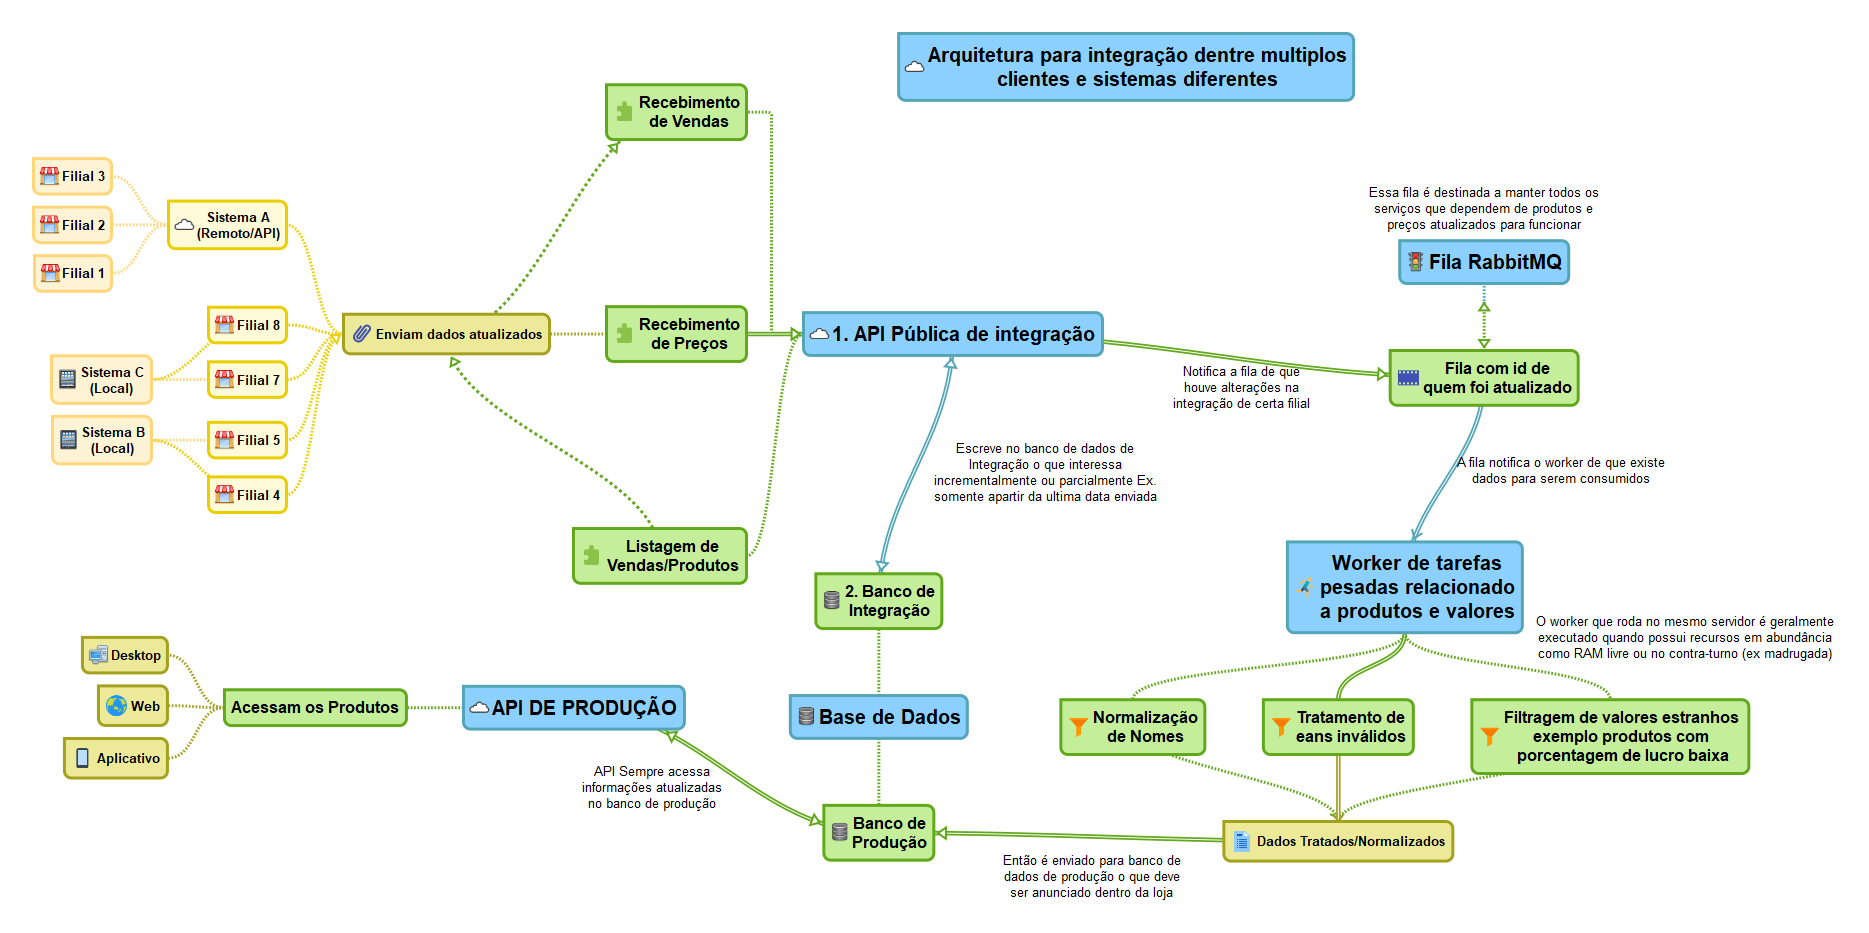 Arquitetura para integração dentre multiplos
clientes e sistemas diferentes
Recebimento
de Vendas
Filial 3
Filial 2
Filial 1
Sistema A
(Remoto/API)
Essa fila é destinada a manter todos os
serviços que dependem de produtos e
preços atualizados para funcionar
Fila RabbitMQ
Filial 8
Enviam dados atualizados
Recebimento
de Preços
1. API Pública de integração
Sistema C
(Local)
Filial 7
Notifica a fila de que
houve alterações na
integração de certa filial
Fila com id de
quem foi atualizado
Sistema B
(Local)
Filial 5
Filial 4
Escreve no banco de dados de
Integração o que interessa
incrementalmente ou parcialmente Ex.
somente apartir da ultima data enviada
A fila notifica o worker de que existe
dados para serem consumidos
Listagem de
Vendas/Produtos
2. Banco de
Integração
Worker de tarefas
pesadas relacionado
a produtos e valores
O worker que roda no mesmo servidor é geralmente
executado quando possui recursos em abundância
como RAM livre ou no contra-turno (ex madrugada)
Desktop
Web
Aplicativo
Acessam os Produtos
API DE PRODUÇÃO
Base de Dados
Normalização
de Nomes
Tratamento de
eans inválidos
Filtragem de valores estranhos
exemplo produtos com
porcentagem de lucro baixa
API Sempre acessa
informações atualizadas
no banco de produção
Banco de
Produção
Dados Tratados/Normalizados
Então é enviado para banco de
dados de produção o que deve
ser anunciado dentro da loja